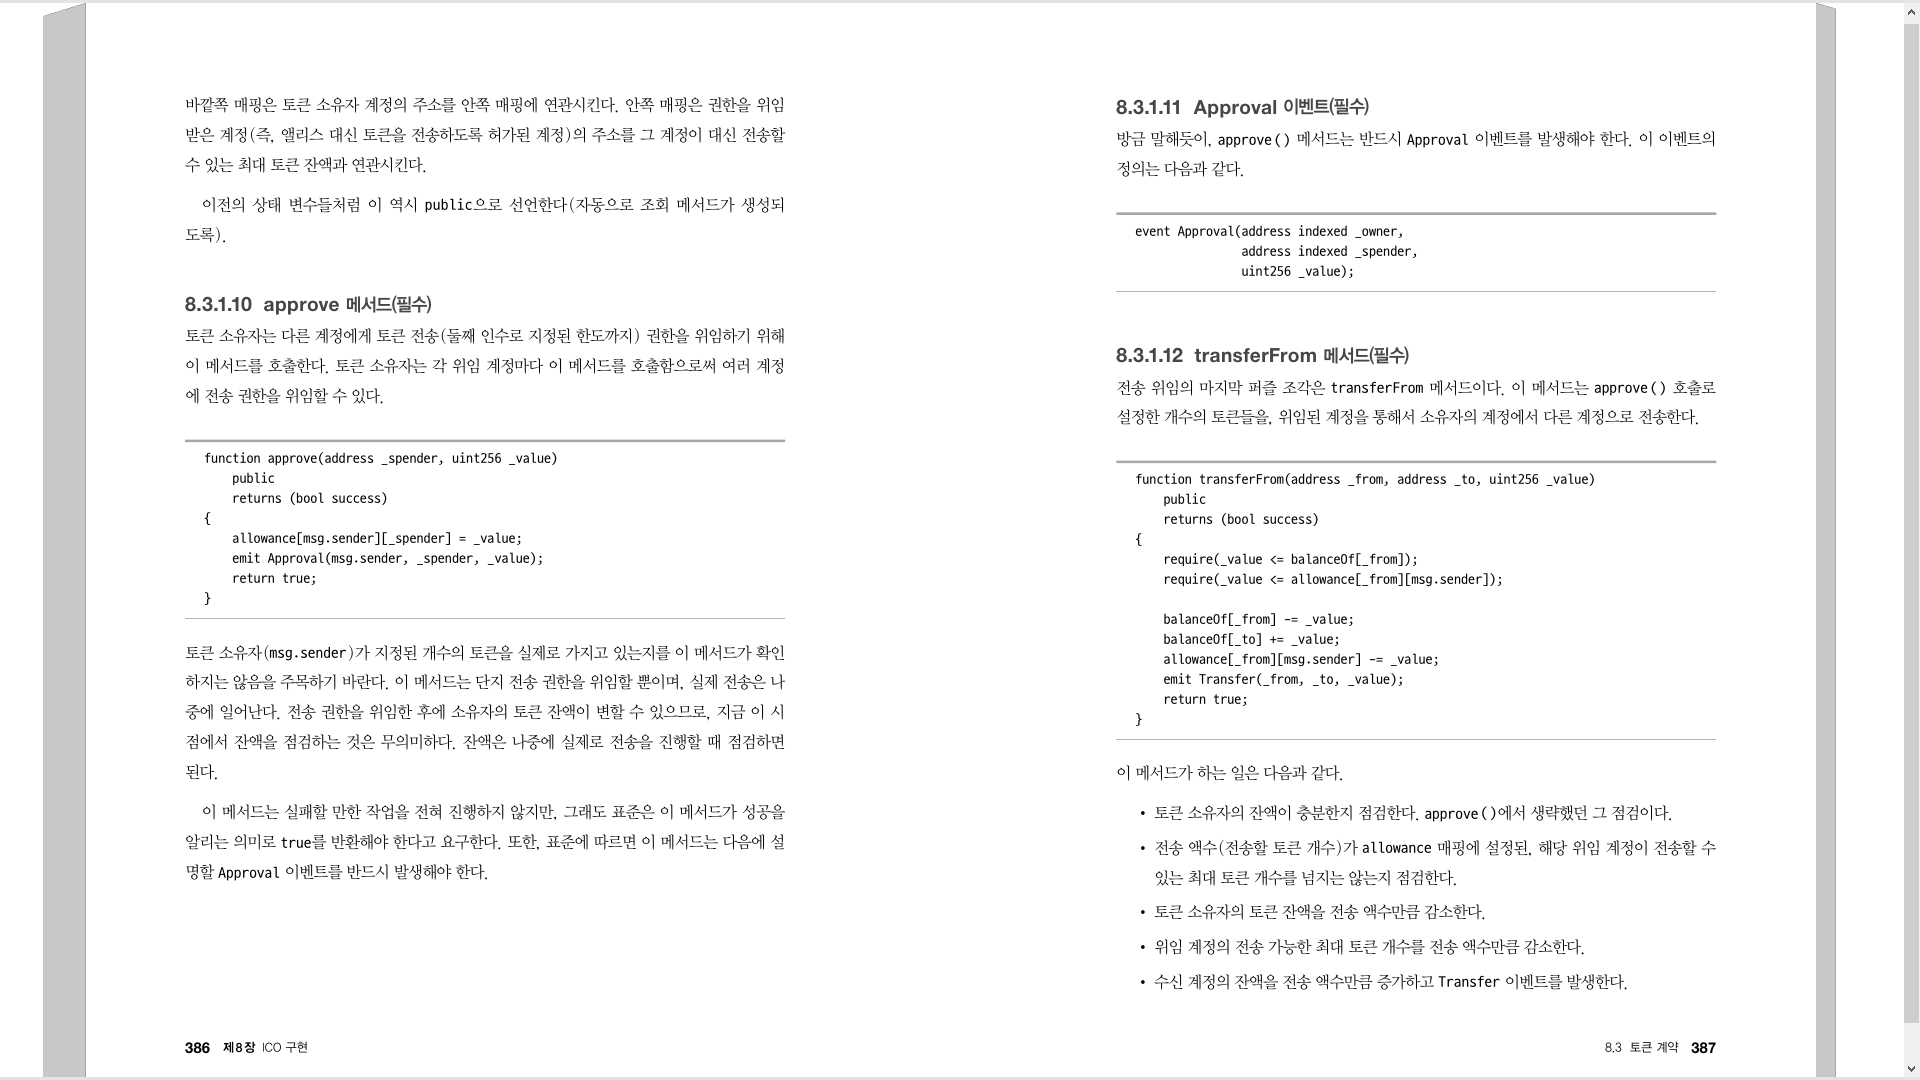 바깥쪽 매핑은 토큰 소유자 계정의 주소를 안쪽 매핑에 연관시킨다. 안쪽 매핑은 권한을 위임
받은 계정(즉, 앨리스 대신 토큰을 전송하도록 허가된 계정)의 주소를 그 계정이 대신 전송할
수 있는 최대 토큰 잔액과 연관시킨다.
이전의 상태 변수들처럼 이 역시 public으로 선언한다(자동으로 조회 메서드가 생성되
도록).
8.3.1.10 approve 메서드(필수)
토큰 소유자는 다른 계정에게 토큰 전송(둘째 인수로 지정된 한도까지) 권한을 위임하기 위해
이 메서드를 호출한다. 토큰 소유자는 각 위임 계정마다 이 메서드를 호출함으로써 여러 계정
에 전송 권한을 위임할 수 있다.
function approve(address _spender, uint256 _value)
public
returns (bool success)
{
allowance[msg.sender][_spender] = _value;
emit Approval(msg.sender, _spender, _value);
return true;
}
토큰 소유자(msg.sender)가 지정된 개수의 토큰을 실제로 가지고 있는지를 이 메서드가 확인
하지는 않음을 주목하기 바란다. 이 메서드는 단지 전송 권한을 위임할 뿐이며, 실제 전송은 나
중에 일어난다. 전송 권한을 위임한 후에 소유자의 토큰 잔액이 변할 수 있으므로, 지금 이 시
점에서 잔액을 점검하는 것은 무의미하다. 잔액은 나중에 실제로 전송을 진행할 때 점검하면
된다.
이 메서드는 실패할 만한 작업을 전혀 진행하지 않지만, 그래도 표준은 이 메서드가 성공을
알리는 의미로 true를 반환해야 한다고 요구한다. 또한, 표준에 따르면 이 메서드는 다음에 설
명할 Approval 이벤트를 반드시 발생해야 한다.
386 제8장 ICO 구현
8.3.1.11 Approval 이벤트(필수)
방금 말해듯이, approve() 메서드는 반드시 Approval 이벤트를 발생해야 한다. 이 이벤트의
정의는 다음과 같다.
event Approval(address indexed _owner,
address indexed _spender,
uint256 _value);
8.3.1.12 transferFrom 메서드(필수)
전송 위임의 마지막 퍼즐 조각은 transferFrom 메서드이다. 이 메서드는 approve() 호출로
설정한 개수의 토큰들을, 위임된 계정을 통해서 소유자의 계정에서 다른 계정으로 전송한다.
function transferFrom(address _from, address _to, uint256 _value)
public
returns (bool success)
{
require(_value <= balanceOf[_from]);
require(_value <= allowance[_from][msg.sender]);
balanceOf[_from] -= _value;
balanceOf[_to] += _value;
allowance[_from][msg.sender] -= _value;
emit Transfer(_from, _to, _value);
return true;
}
이 메서드가 하는 일은 다음과 같다.
• 토큰 소유자의 잔액이 충분한지 점검한다. approve()에서 생략했던 그 점검이다.
• 전송 액수(전송할 토큰 개수)가 allowance 매핑에 설정된, 해당 위임 계정이 전송할 수
있는 최대 토큰 개수를 넘지는 않는지 점검한다.
• 토큰 소유자의 토큰 잔액을 전송 액수만큼 감소한다.
• 위임 계정의 전송 가능한 최대 토큰 개수를 전송 액수만큼 감소한다.
• 수신 계정의 잔액을 전송 액수만큼 증가하고 Transfer 이벤트를 발생한다.
8.3 토큰 계약 387